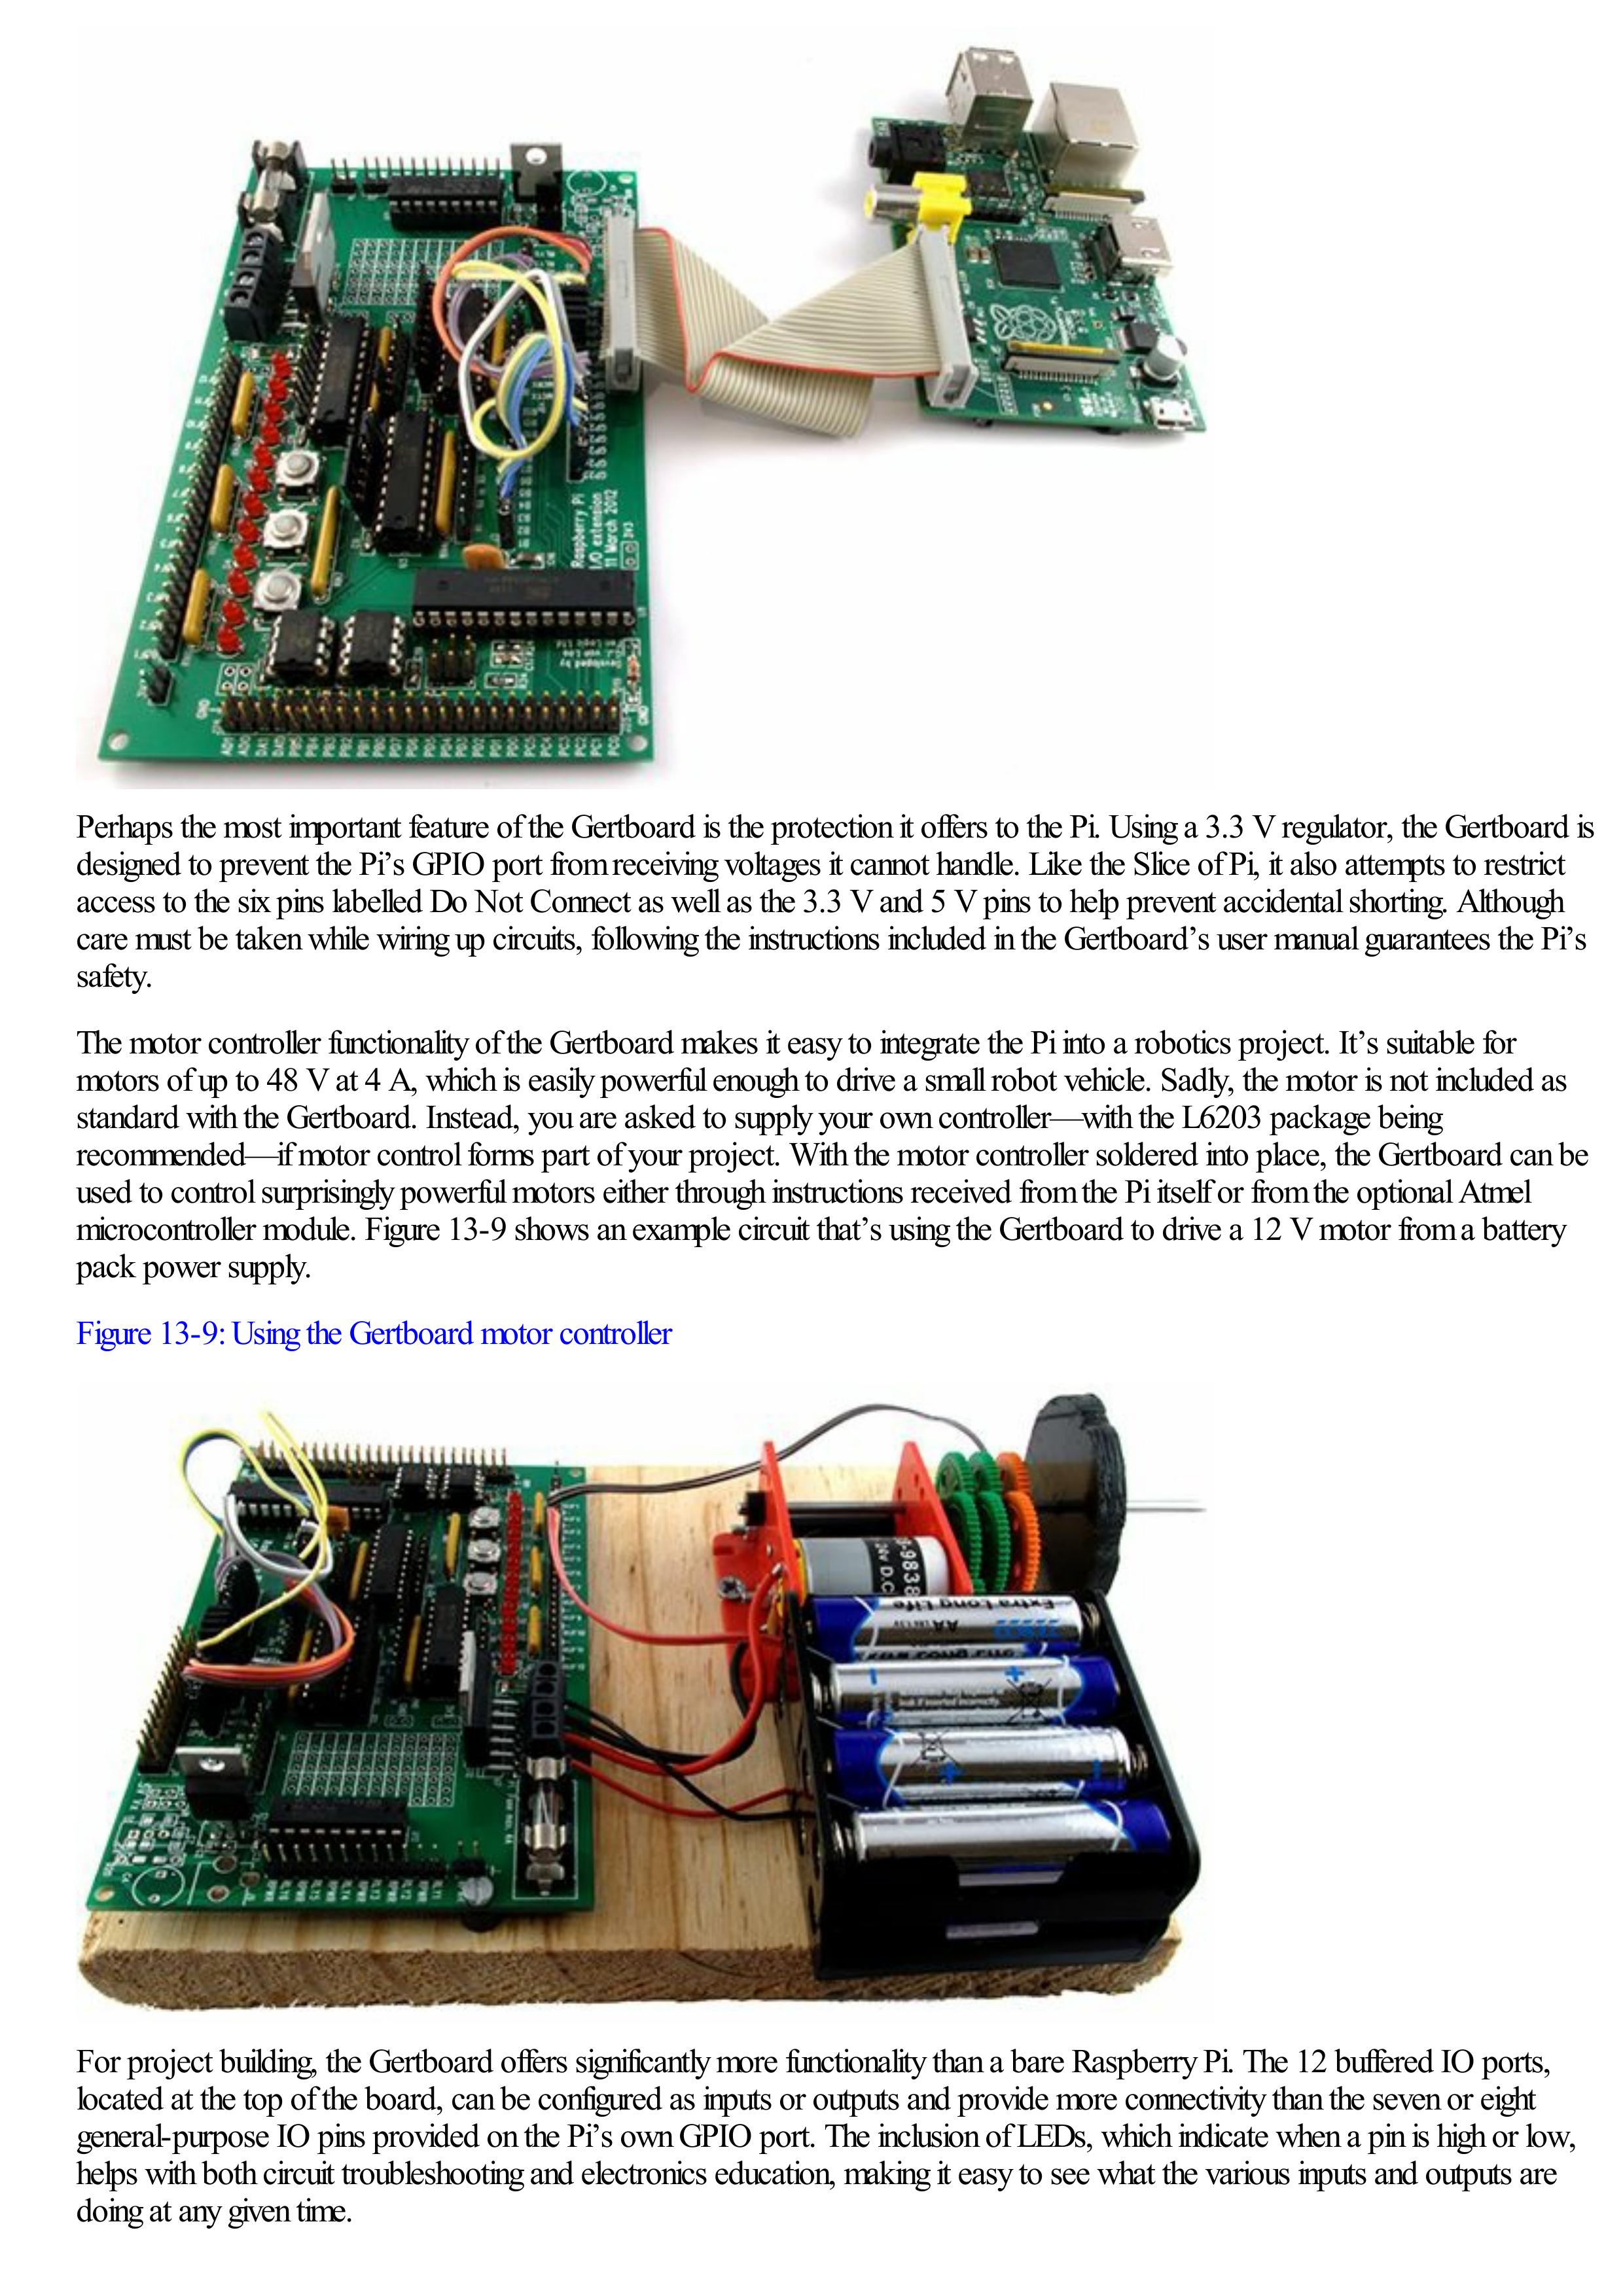 Raspberry Pi
I/O extension
11 March 2012
3V3
GND
GND
AD1
AD0
DA1
DA0
PC4
PC3
PC2
PC1
PC0
Perhaps the most important feature of the Gertboard is the protection it offers to the Pi. Using a 3.3 V regulator, the Gertboard is
designed to prevent the Pi’s GPIO port from receiving voltages it cannot handle. Like the Slice of Pi, it also attempts to restrict
access to the six pins labelled Do Not Connect as well as the 3.3 V and 5 V pins to help prevent accidental shorting. Although
care must be taken while wiring up circuits, following the instructions included in the Gertboard’s user manual guarantees the Pi’s
safety.
The motor controller functionality of the Gertboard makes it easy to integrate the Pi into a robotics project. It’s suitable for
motors of up to 48 V at 4 A, which is easily powerful enough to drive a small robot vehicle. Sadly, the motor is not included as
standard with the Gertboard. Instead, you are asked to supply your own controller—with the L6203 package being
recommended—if motor control forms part of your project. With the motor controller soldered into place, the Gertboard can be
used to control surprisingly powerful motors either through instructions received from the Pi itself or from the optional Atmel
microcontroller module. Figure 13-9 shows an example circuit that’s using the Gertboard to drive a 12 V motor from a battery
pack power supply.
Figure 13-9: Using the Gertboard motor controller
Extra Long Life
AA
For project building, the Gertboard offers significantly more functionality than a bare Raspberry Pi. The 12 buffered IO ports,
located at the top of the board, can be configured as inputs or outputs and provide more connectivity than the seven or eight
general-purpose IO pins provided on the Pi’s own GPIO port. The inclusion of LEDs, which indicate when a pin is high or low,
helps with both circuit troubleshooting and electronics education, making it easy to see what the various inputs and outputs are
doing at any given time.